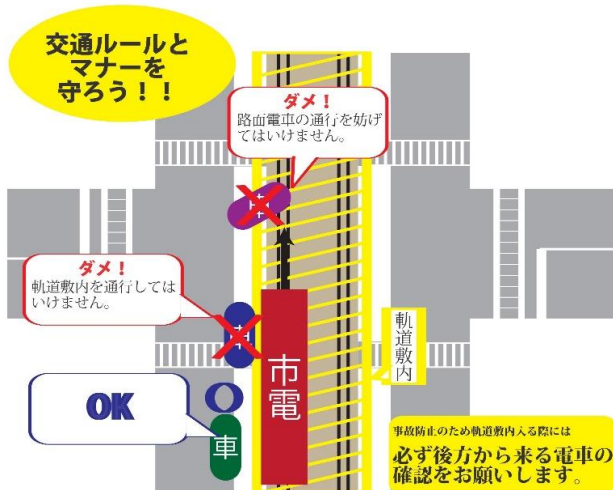 交通ルールと
マナーを
守ろう！！
ダメ！
路面電車の通行を妨げ
てはいけません。
車
ダメ！
軌道敷内を通行しては
いけません。
車
軌道敷内
市電
OK
車
事故防止のため軌道敷内入る際には
必ず後方から来る電車の
確認をお願いします。